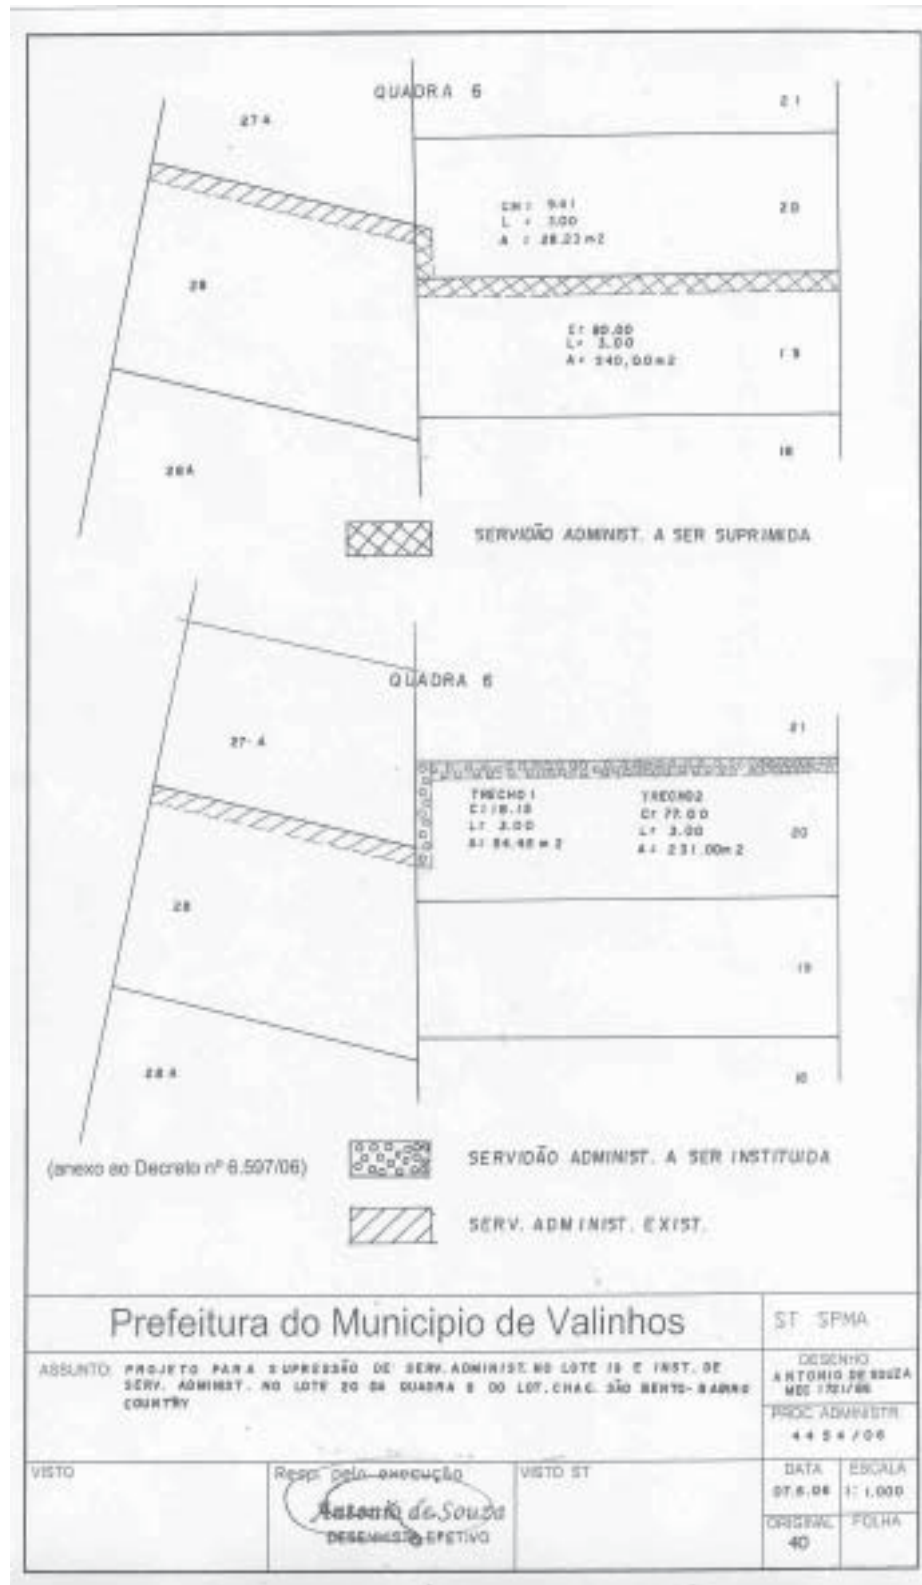 QUADRA 6
27 A
21
20
CM: 9.41
L : 3.00
A : 28.23 m2
28
C: 80.00
L: 3.00
A: 240,00m2
19
28A
18
SERVIDÃO ADMINIST. A SER SUPRIMIDA
QUADRA 6
21
27-A
TRECHO 1
L: 3.00
TRECHO 2
C: 77.00
L: 3.00
A: 231.00m2
20
28
19
28 A
18
(anexo ao Decreto nº 6.597/06)
SERVIDÃO ADMINIST. A SER INSTITUIDA
SERV. ADMINIST. EXIST.
Prefeitura do Municipio de Valinhos
ST SPMA
ASSUNTO: PROJETO PARA SUPRESSÃO DE SERV. ADMINIST. NO LOTE 19 E INST. DE
SERV. ADMINIST. NO LOTE 20 DA QUADRA 6 DO LOT. CHAC. SÃO BENTO - BAIRRO
COUNTRY
DESENHO
ANTONIO DE SOUZA
PROC. ADMINISTR.
4454/06
VISTO
Resp. pela execução
Antonio de Souza
DESENHISTA EFETIVO
VISTO ST
DATA
07.6.06
ESCALA
1: 1.000
ORIGINAL
40
FOLHA